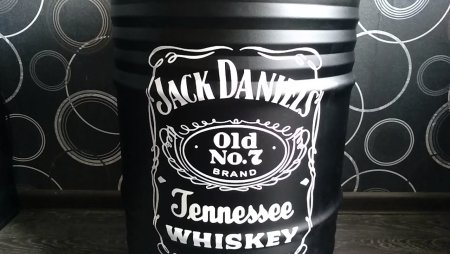 JACK DANIEL'S
Old
No.7
BRAND
Tennessee
WHISKEY